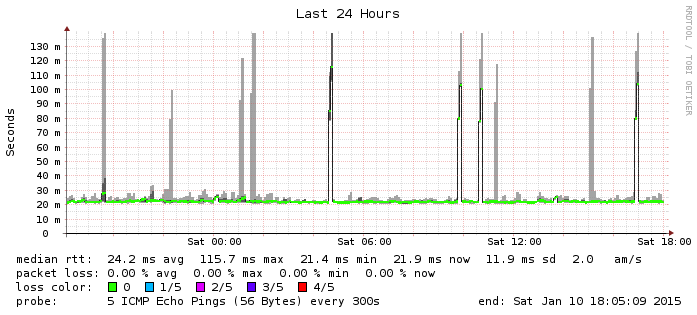 Last 24 Hours
RRDTOOL / TOBI OETIKER
Seconds
130 m
120 m
110 m
100 m
90 m
80 m
70 m
60 m
50 m
40 m
30 m
20 m
10 m
0
Sat 00:00 Sat 06:00 Sat 12:00 Sat 18:00
median rtt: 24.2 ms avg 115.7 ms max 21.4 ms min 21.9 ms now 11.9 ms sd 2.0 am/s
packet loss: 0.00 % avg 0.00 % max 0.00 % min 0.00 % now
loss color: 0 1/5 2/5 3/5 4/5
probe: 5 ICMP Echo Pings (56 Bytes) every 300s end: Sat Jan 10 18:05:09 2015